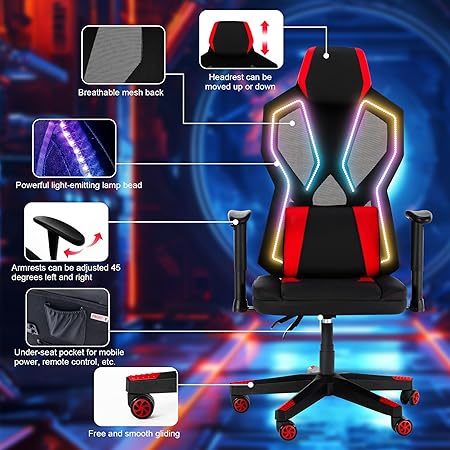 Headrest can be
moved up or down
Breathable mesh back
Powerful light-emitting lamp bead
Armrests can be adjusted 45
degrees left and right
Under-seat pocket for mobile
power, remote control, etc.
Free and smooth gliding